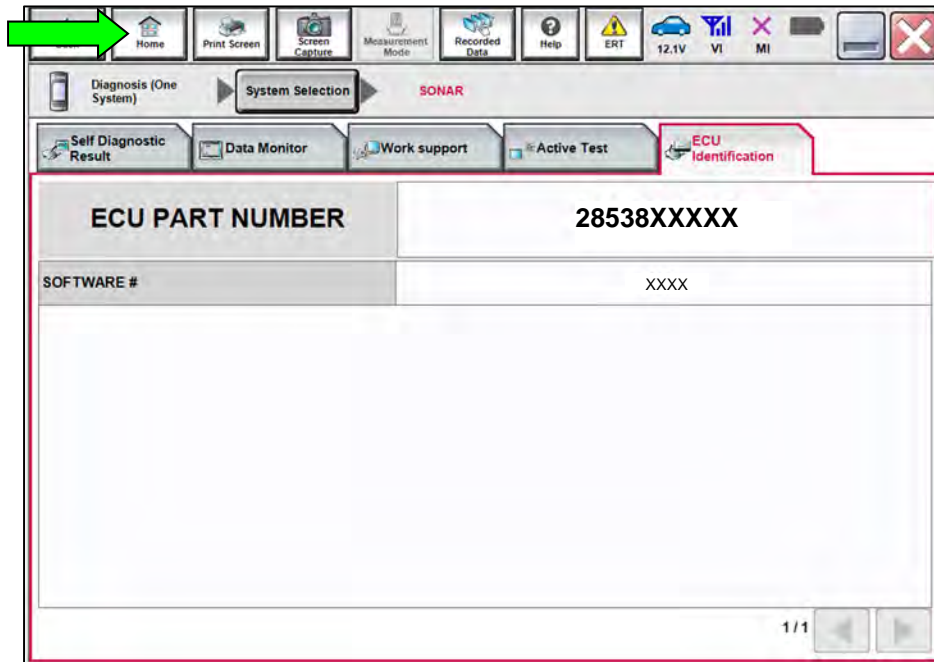 Home
Print Screen
Screen
Capture
Measurement
Mode
Recorded
Data
Help
ERT
12.1V
VI
MI
Diagnosis (One
System)
System Selection
SONAR
Self Diagnostic
Result
Data Monitor
Work support
Active Test
ECU
Identification
ECU PART NUMBER
28538XXXXX
SOFTWARE #
XXXX
1/1